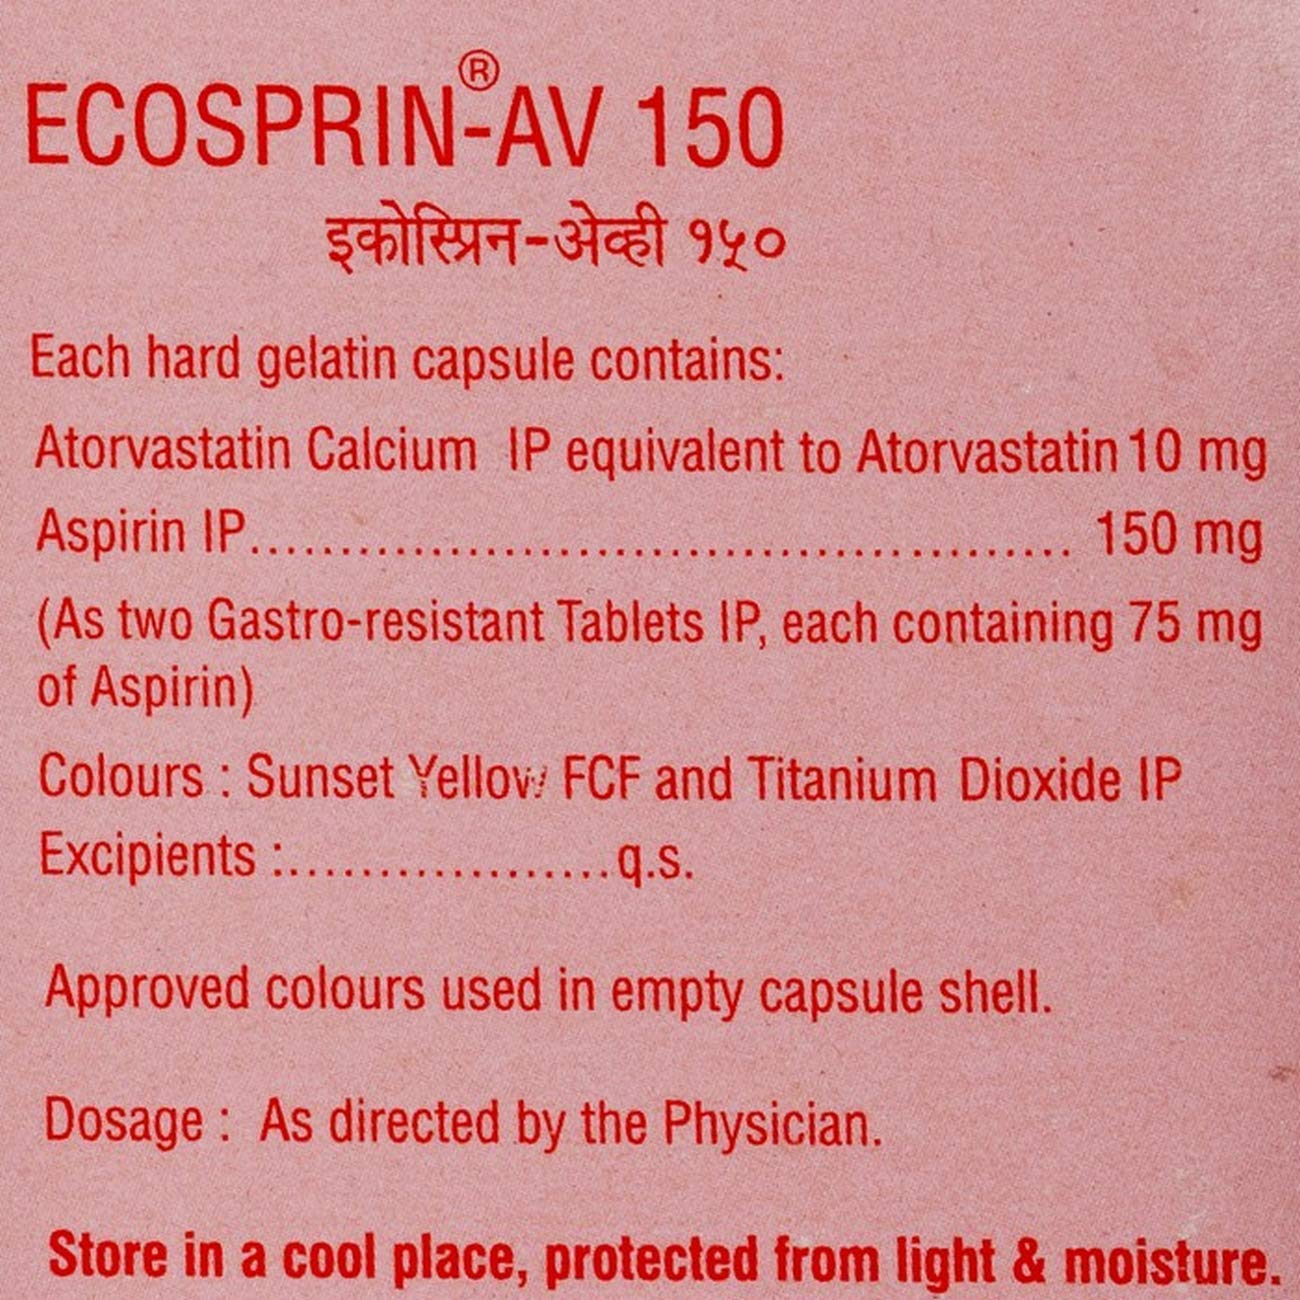 ECOSPRIN®-AV 150
इकोस्प्रिन-अेव्ही १५०
Each hard gelatin capsule contains:
Atorvastatin Calcium IP equivalent to Atorvastatin 10 mg
Aspirin IP.............................................. 150 mg
(As two Gastro-resistant Tablets IP, each containing 75 mg
of Aspirin)
Colours : Sunset Yellow FCF and Titanium Dioxide IP
Excipients :...................q.s.
Approved colours used in empty capsule shell.
Dosage : As directed by the Physician.
Store in a cool place, protected from light & moisture.